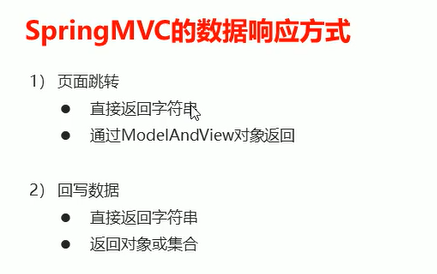 SpringMVC的数据响应方式
1） 页面跳转
● 直接返回字符串
● 通过ModelAndView对象返回
2） 回写数据
● 直接返回字符串
● 返回对象或集合